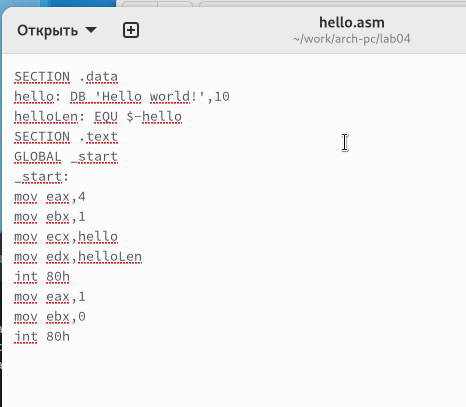 Открыть
hello.asm
~/work/arch-pc/lab04
SECTION .data
hello: DB 'Hello world!',10
helloLen: EQU $-hello
SECTION .text
GLOBAL _start
_start:
mov eax,4
mov ebx,1
mov ecx,hello
mov edx,helloLen
int 80h
mov eax,1
mov ebx,0
int 80h